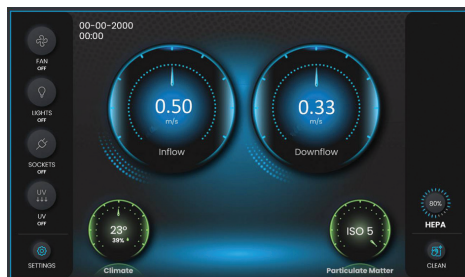 00-00-2000
00:00
FAN
OFF
LIGHTS
OFF
SOCKETS
OFF
UV
UV
OFF
SETTINGS
0.50
m/s
Inflow
0.33
m/s
Downflow
23°
39%
Climate
ISO 5
Particulate Matter
80%
HEPA
CLEAN